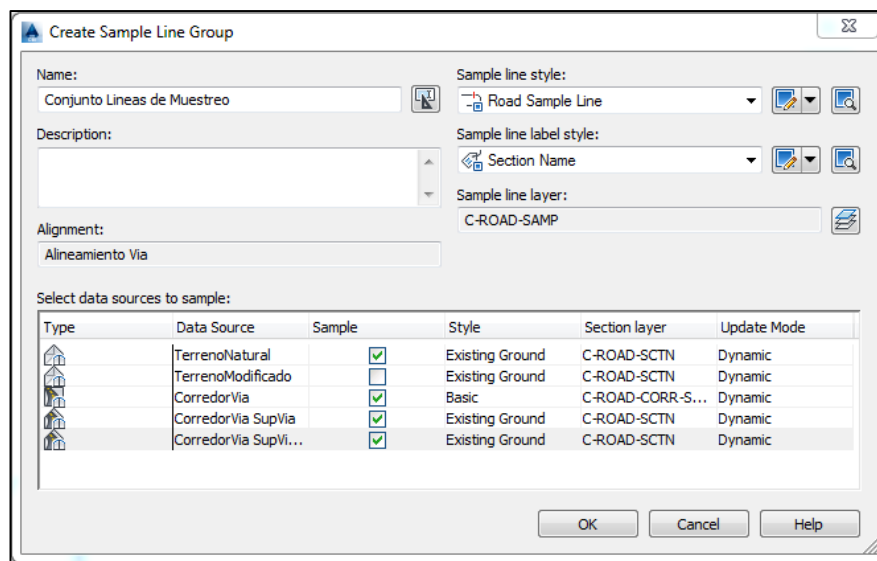 Create Sample Line Group
Name:
Conjunto Lineas de Muestreo
Description:
Alignment:
Alineamiento Via
Sample line style:
Road Sample Line
Sample line label style:
Section Name
Sample line layer:
C-ROAD-SAMP
Select data sources to sample:
Type Data Source Sample Style Section layer Update Mode
TerrenoNatural Existing Ground C-ROAD-SCTN Dynamic
TerrenoModificado Existing Ground C-ROAD-SCTN Dynamic
CorredorVia Basic C-ROAD-CORR-S... Dynamic
CorredorVia SupVia Existing Ground C-ROAD-SCTN Dynamic
CorredorVia SupVi... Existing Ground C-ROAD-SCTN Dynamic
OK Cancel Help